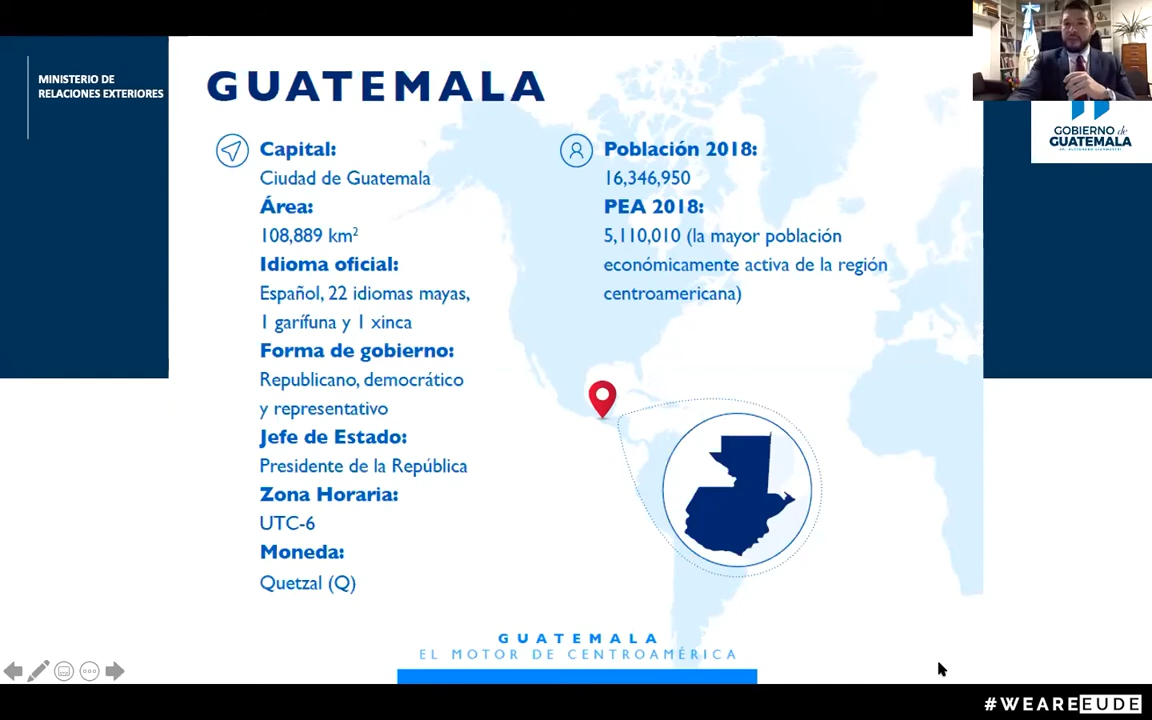 MINISTERIO DE
RELACIONES EXTERIORES
GUATEMALA
Capital:
Ciudad de Guatemala
Área:
108,889 km²
Idioma oficial:
Español, 22 idiomas mayas,
1 garífuna y 1 xinca
Forma de gobierno:
Republicano, democrático
y representativo
Jefe de Estado:
Presidente de la República
Zona Horaria:
UTC-6
Moneda:
Quetzal (Q)
Población 2018:
16,346,950
PEA 2018:
5,110,010 (la mayor población
económicamente activa de la región
centroamericana)
GOBIERNO de
GUATEMALA
GUATEMALA
EL MOTOR DE CENTROAMÉRICA
#WEAREEUDE